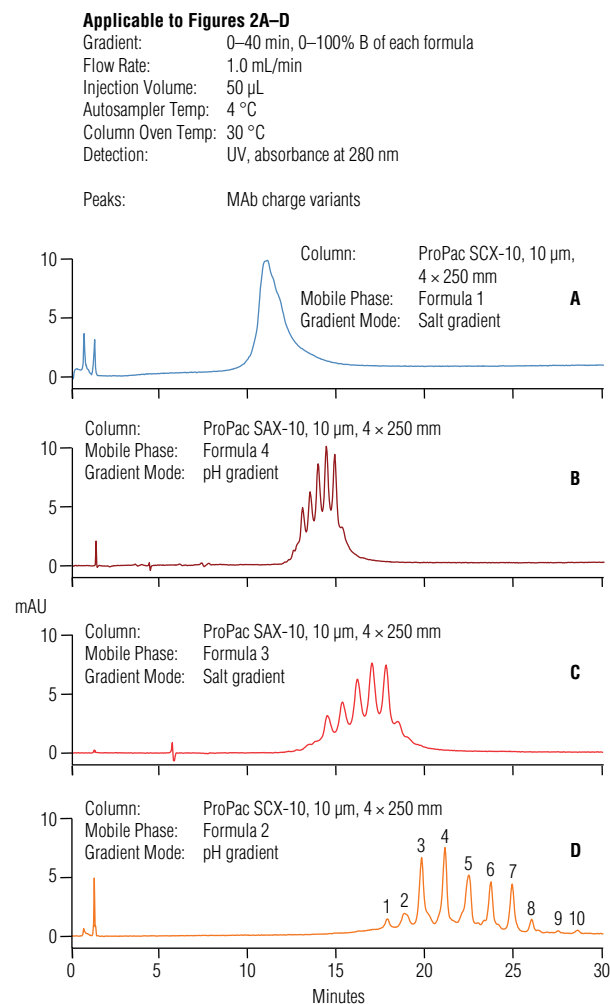 Applicable to Figures 2A–D
Gradient: 0–40 min, 0–100% B of each formula
Flow Rate: 1.0 mL/min
Injection Volume: 50 µL
Autosampler Temp: 4 °C
Column Oven Temp: 30 °C
Detection: UV, absorbance at 280 nm
Peaks: MAb charge variants
Column: ProPac SCX-10, 10 µm,
4 × 250 mm
Mobile Phase: Formula 1
Gradient Mode: Salt gradient
A
10
5
0
0 5 10 15 20 25 30
Column: ProPac SAX-10, 10 µm, 4 × 250 mm
Mobile Phase: Formula 4
Gradient Mode: pH gradient
B
10
5
0
mAU
Column: ProPac SAX-10, 10 µm, 4 × 250 mm
Mobile Phase: Formula 3
Gradient Mode: Salt gradient
C
10
5
0
Column: ProPac SCX-10, 10 µm, 4 × 250 mm
Mobile Phase: Formula 2
Gradient Mode: pH gradient
D
10
5
0
1 2 3 4 5 6 7 8 9 10
0 5 10 15 20 25 30
Minutes